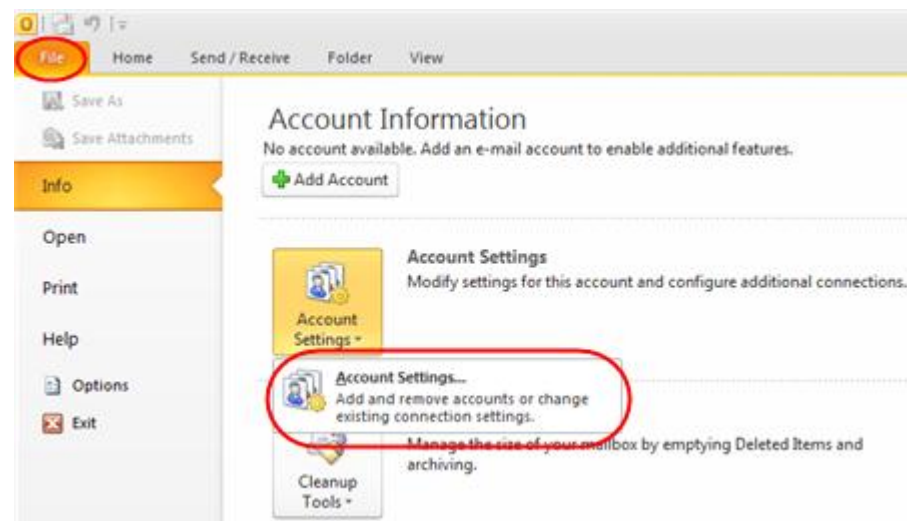 File Home Send / Receive Folder View
Save As
Save Attachments
Info
Open
Print
Help
Options
Exit
Account Information
No account available. Add an e-mail account to enable additional features.
Add Account
Account Settings
Modify settings for this account and configure additional connections.
Account
Settings
Account Settings...
Add and remove accounts or change
existing connection settings.
Manage the size of your mailbox by emptying Deleted Items and
archiving.
Cleanup
Tools